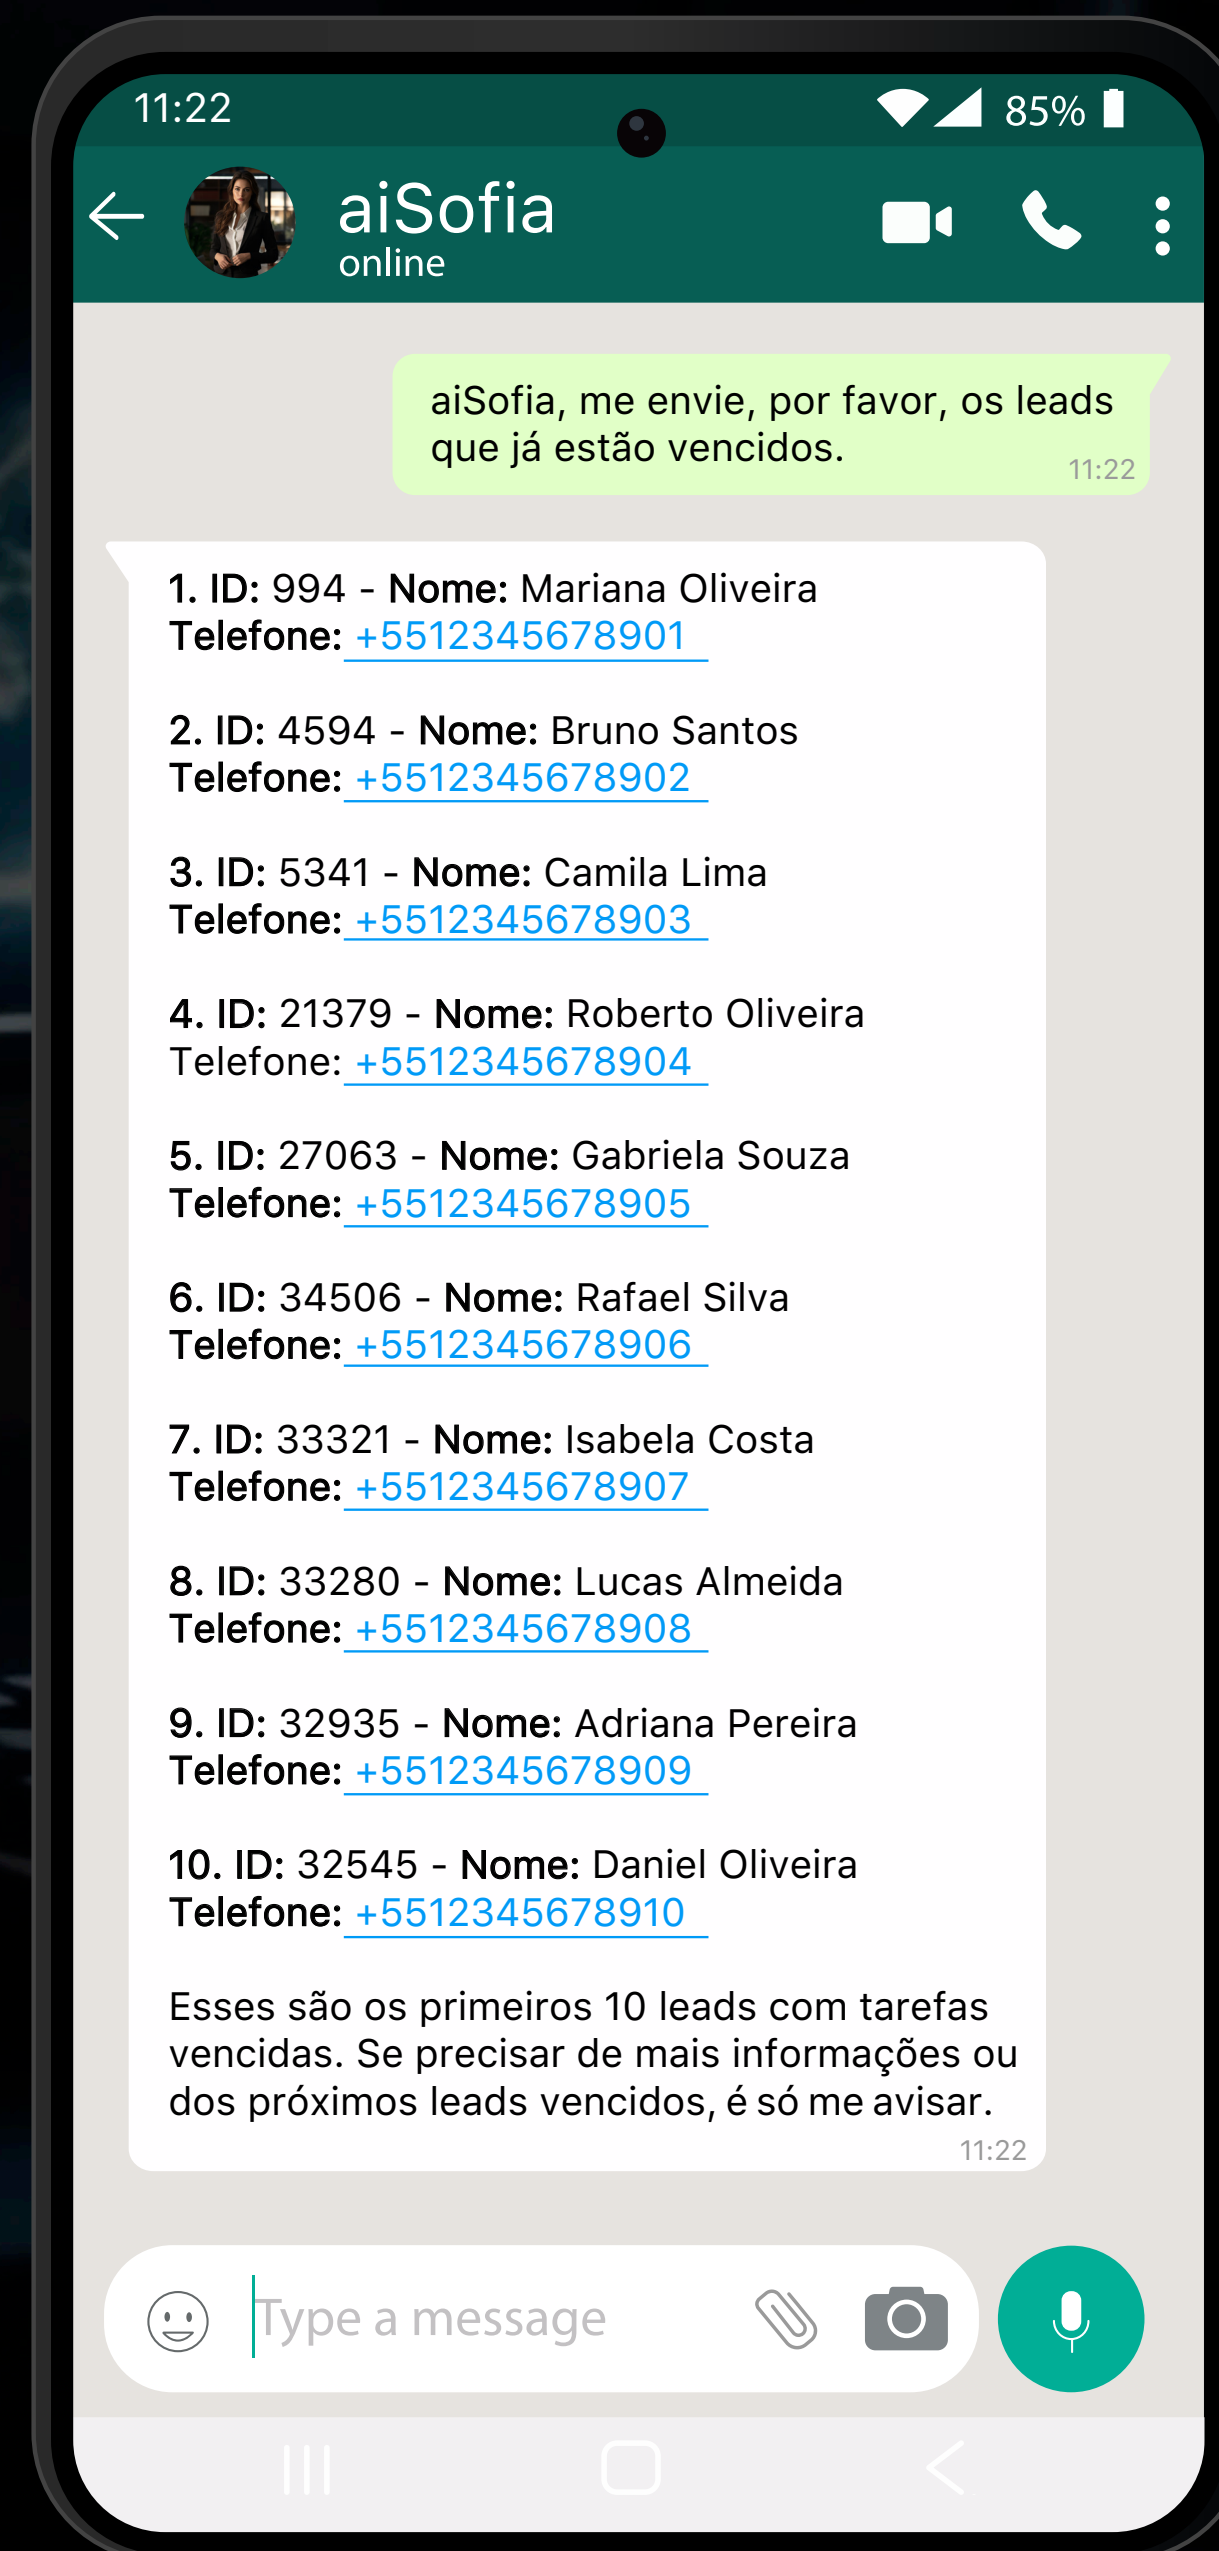 11:22
85%
aiSofia
online
aiSofia, me envie, por favor, os leads
que já estão vencidos.
11:22
1. ID: 994 - Nome: Mariana Oliveira
Telefone: +5512345678901
2. ID: 4594 - Nome: Bruno Santos
Telefone: +5512345678902
3. ID: 5341 - Nome: Camila Lima
Telefone: +5512345678903
4. ID: 21379 - Nome: Roberto Oliveira
Telefone: +5512345678904
5. ID: 27063 - Nome: Gabriela Souza
Telefone: +5512345678905
6. ID: 34506 - Nome: Rafael Silva
Telefone: +5512345678906
7. ID: 33321 - Nome: Isabela Costa
Telefone: +5512345678907
8. ID: 33280 - Nome: Lucas Almeida
Telefone: +5512345678908
9. ID: 32935 - Nome: Adriana Pereira
Telefone: +5512345678909
10. ID: 32545 - Nome: Daniel Oliveira
Telefone: +5512345678910
Esses são os primeiros 10 leads com tarefas
vencidas. Se precisar de mais informações ou
dos próximos leads vencidos, é só me avisar.
11:22
Type a message